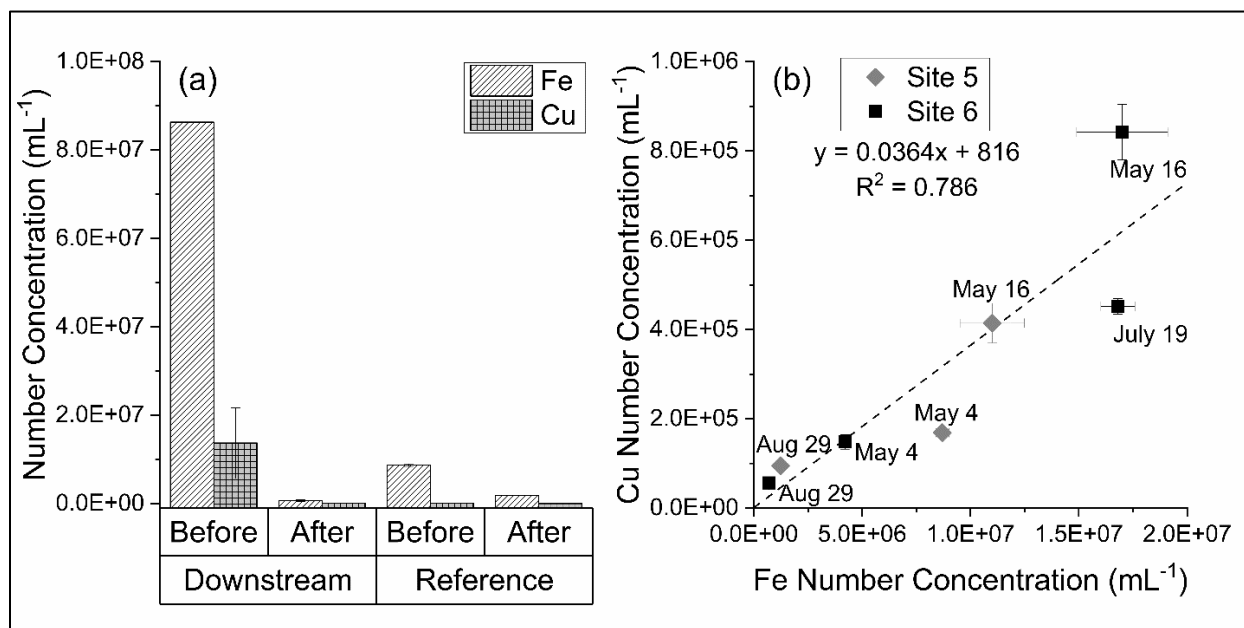 (a)
Fe
Cu
Number Concentration (mL⁻¹)
1.0E+08
8.0E+07
6.0E+07
4.0E+07
2.0E+07
0.0E+00
Before After Before After
Downstream Reference
(b)
Site 5
Site 6
y = 0.0364x + 816
R² = 0.786
Cu Number Concentration (mL⁻¹)
1.0E+06
8.0E+05
6.0E+05
4.0E+05
2.0E+05
0.0E+00
May 16
May 16
July 19
May 4
Aug 29
May 4
Aug 29
0.0E+00 5.0E+06 1.0E+07 1.5E+07 2.0E+07
Fe Number Concentration (mL⁻¹)